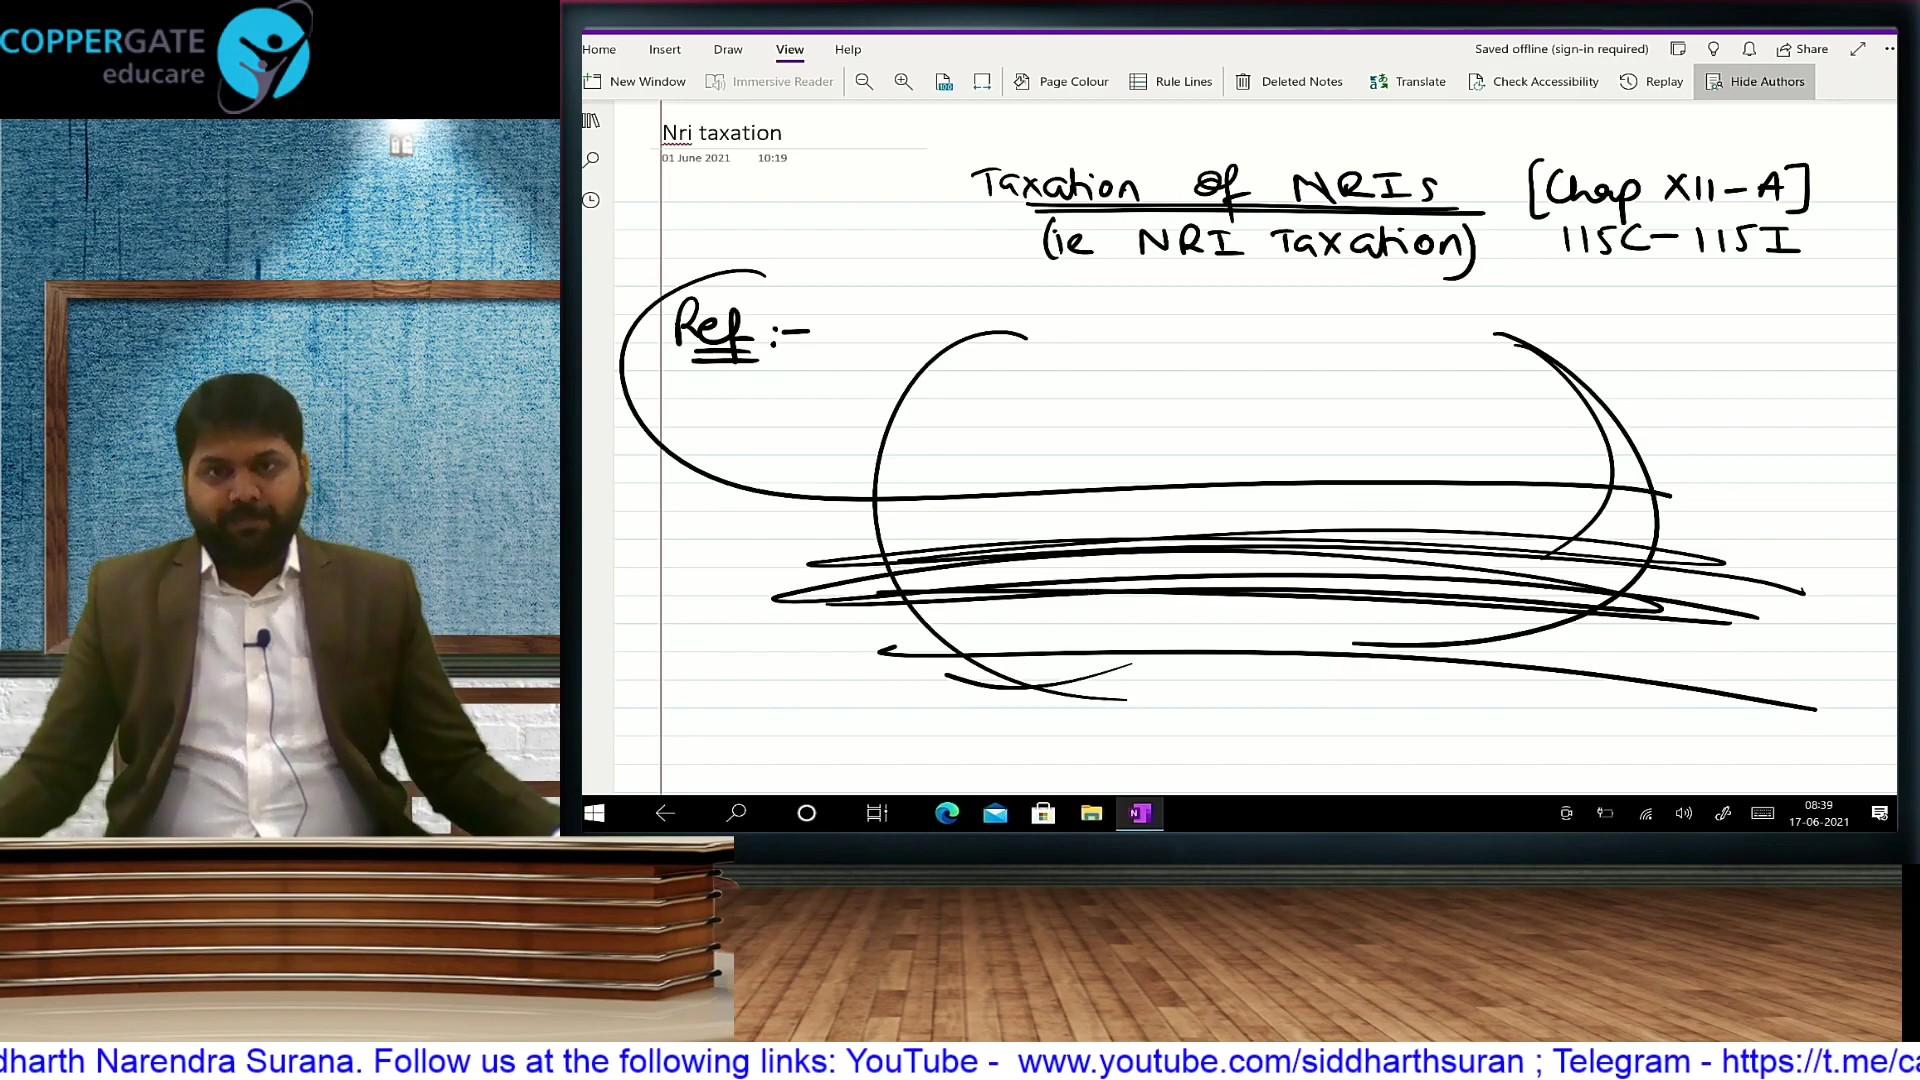 COPPERGATE
educare
Home Insert Draw View Help
Saved offline (sign-in required) Share
New Window Immersive Reader Page Colour Rule Lines Deleted Notes Translate Check Accessibility Replay Hide Authors
Nri taxation
01 June 2021 10:19
Taxation of NRIs [Chap XII-A]
(ie NRI Taxation) 115C-115I
Ref :-
08:39
17-06-2021
dharth Narendra Surana. Follow us at the following links: YouTube - www.youtube.com/siddharthsuran ; Telegram - https://t.me/ca